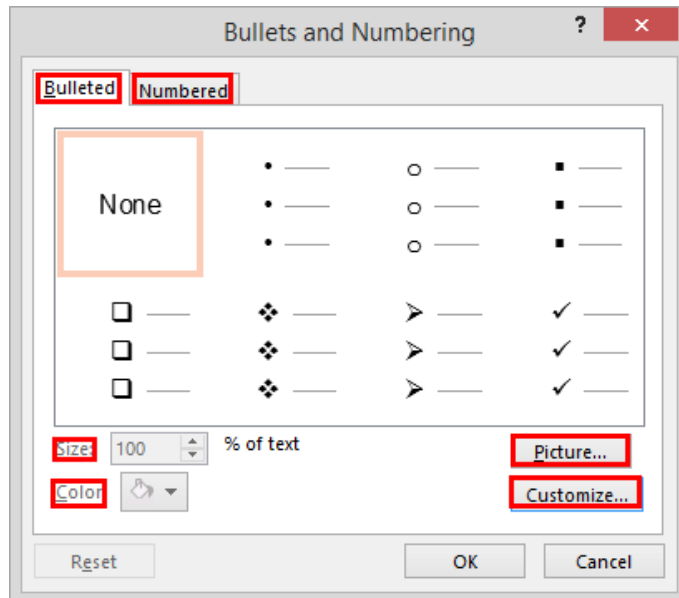 Bullets and Numbering ? ×
Bulleted Numbered
None
Size: 100 % of text Picture...
Color Customize...
Reset OK Cancel